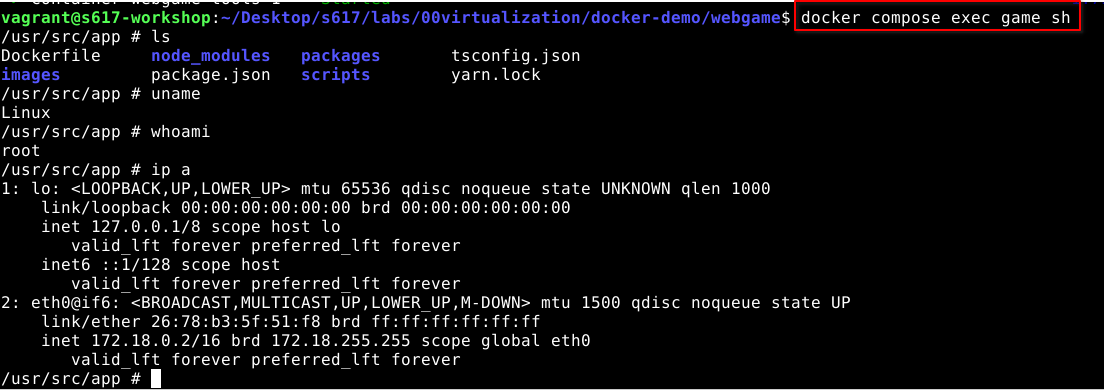 vagrant@s617-workshop:~/Desktop/s617/labs/00virtualization/docker-demo/webgame$ docker compose exec game sh
/usr/src/app # ls
Dockerfile     node_modules   packages       tsconfig.json
images         package.json   scripts        yarn.lock
/usr/src/app # uname
Linux
/usr/src/app # whoami
root
/usr/src/app # ip a
1: lo: <LOOPBACK,UP,LOWER_UP> mtu 65536 qdisc noqueue state UNKNOWN qlen 1000
    link/loopback 00:00:00:00:00:00 brd 00:00:00:00:00:00
    inet 127.0.0.1/8 scope host lo
       valid_lft forever preferred_lft forever
    inet6 ::1/128 scope host
       valid_lft forever preferred_lft forever
2: eth0@if6: <BROADCAST,MULTICAST,UP,LOWER_UP,M-DOWN> mtu 1500 qdisc noqueue state UP
    link/ether 26:78:b3:5f:51:f8 brd ff:ff:ff:ff:ff:ff
    inet 172.18.0.2/16 brd 172.18.255.255 scope global eth0
       valid_lft forever preferred_lft forever
/usr/src/app #